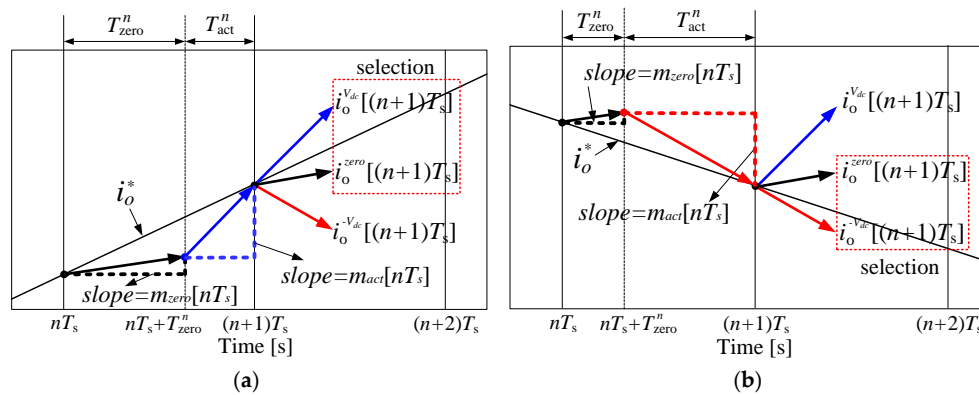 (a)
T^n_zero
T^n_act
selection
i_o^{V_dc}[(n+1)T_s]
i_o^{zero}[(n+1)T_s]
i_o^{-V_dc}[(n+1)T_s]
i_o^*
slope=m_zero[nT_s]
slope=m_act[nT_s]
nT_s
nT_s+T^n_zero
(n+1)T_s
(n+2)T_s
Time [s]
(a)
(b)
T^n_zero
T^n_act
slope=m_zero[nT_s]
i_o^{V_dc}[(n+1)T_s]
i_o^*
i_o^{zero}[(n+1)T_s]
slope=m_act[nT_s]
i_o^{-V_dc}[(n+1)T_s]
selection
nT_s
nT_s+T^n_zero
(n+1)T_s
(n+2)T_s
Time [s]
(b)